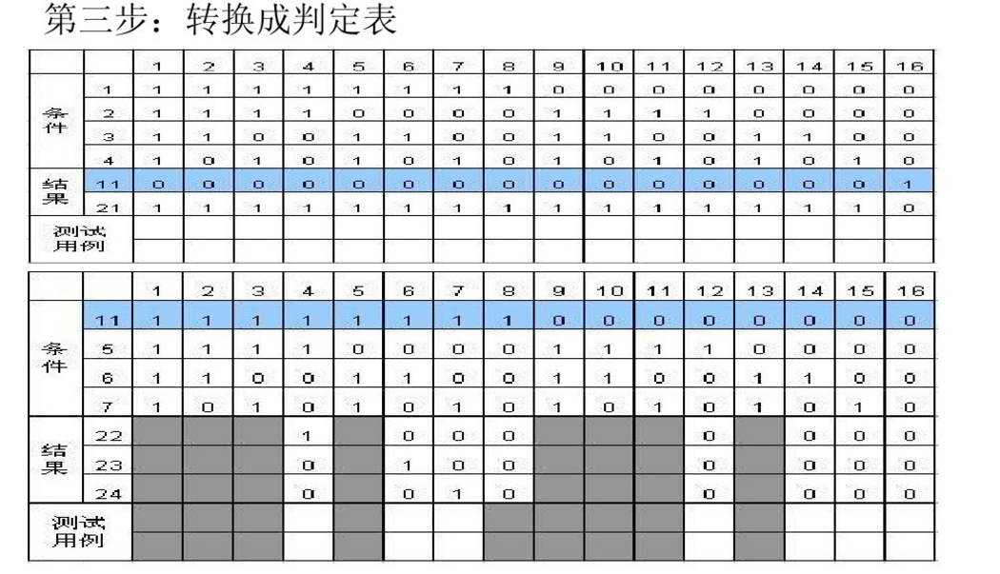 第三步：转换成判定表
1 2 3 4 5 6 7 8 9 10 11 12 13 14 15 16
条件 1 1 1 1 1 1 1 1 1 0 0 0 0 0 0 0 0
2 1 1 1 1 0 0 0 0 1 1 1 1 0 0 0 0
3 1 1 0 0 1 1 0 0 1 1 0 0 1 1 0 0
4 1 0 1 0 1 0 1 0 1 0 1 0 1 0 1 0
结果 11 0 0 0 0 0 0 0 0 0 0 0 0 0 0 0 1
21 1 1 1 1 1 1 1 1 1 1 1 1 1 1 1 0
测试
用例
1 2 3 4 5 6 7 8 9 10 11 12 13 14 15 16
条件 11 1 1 1 1 1 1 1 1 0 0 0 0 0 0 0 0
5 1 1 1 1 0 0 0 0 1 1 1 1 0 0 0 0
6 1 1 0 0 1 1 0 0 1 1 0 0 1 1 0 0
7 1 0 1 0 1 0 1 0 1 0 1 0 1 0 1 0
结果 22 1 0 0 0 0 0 0 0
23 0 1 0 0 0 0 0 0
24 0 0 1 0 0 0 0 0
测试
用例